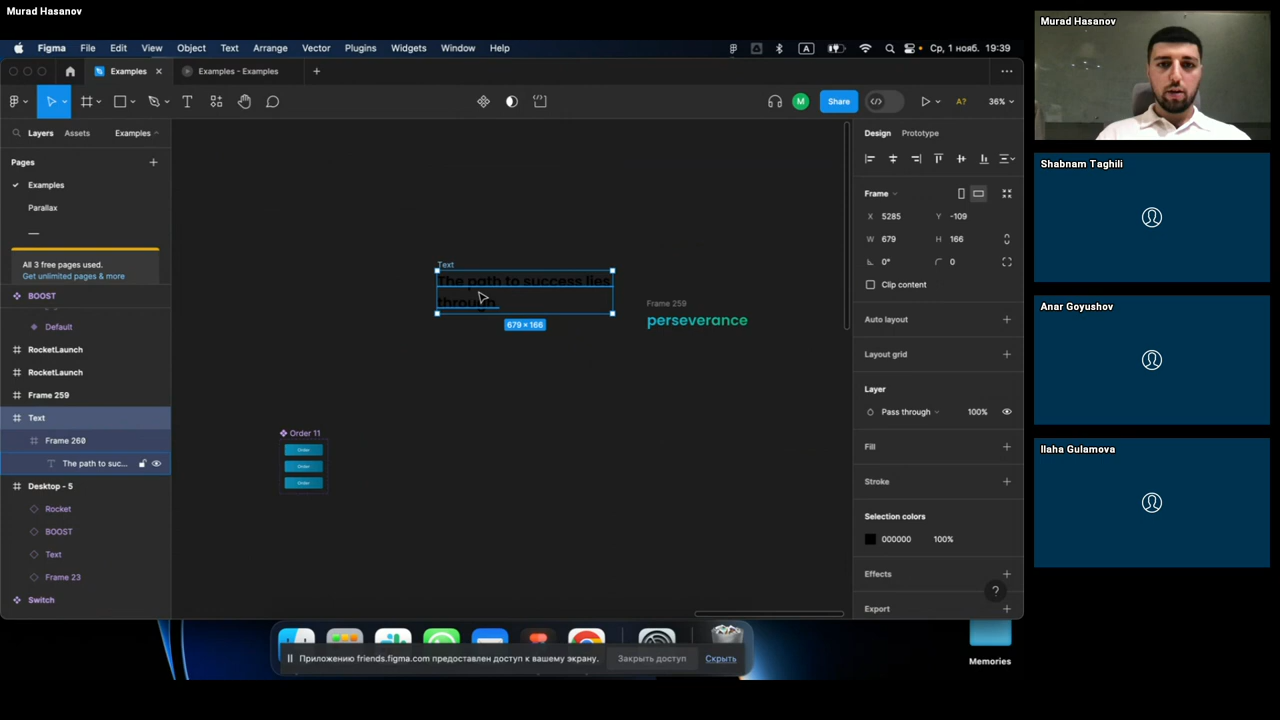 Murad Hasanov
Figma File Edit View Object Text Arrange Vector Plugins Widgets Window Help
A
Ср, 1 нояб. 19:39
Examples
Examples - Examples
M
Share
A?
36%
Layers
Assets
Examples
Pages
Examples
Parallax
All 3 free pages used.
Get unlimited pages & more
BOOST
Default
RocketLaunch
RocketLaunch
Frame 259
Text
Frame 260
The path to suc...
Desktop - 5
Rocket
BOOST
Text
Frame 23
Switch
Text
The path to success lies
through
679 × 166
Frame 259
perseverance
Order 11
Order
Order
Order
Design
Prototype
Frame
X 5285
Y -109
W 679
H 166
0°
0
Clip content
Auto layout
Layout grid
Layer
Pass through
100%
Fill
Stroke
Selection colors
000000
100%
Effects
?
Export
Приложению friends.figma.com предоставлен доступ к вашему экрану.
Закрыть доступ
Скрыть
Memories
Murad Hasanov
Shabnam Taghili
Anar Goyushov
Ilaha Gulamova